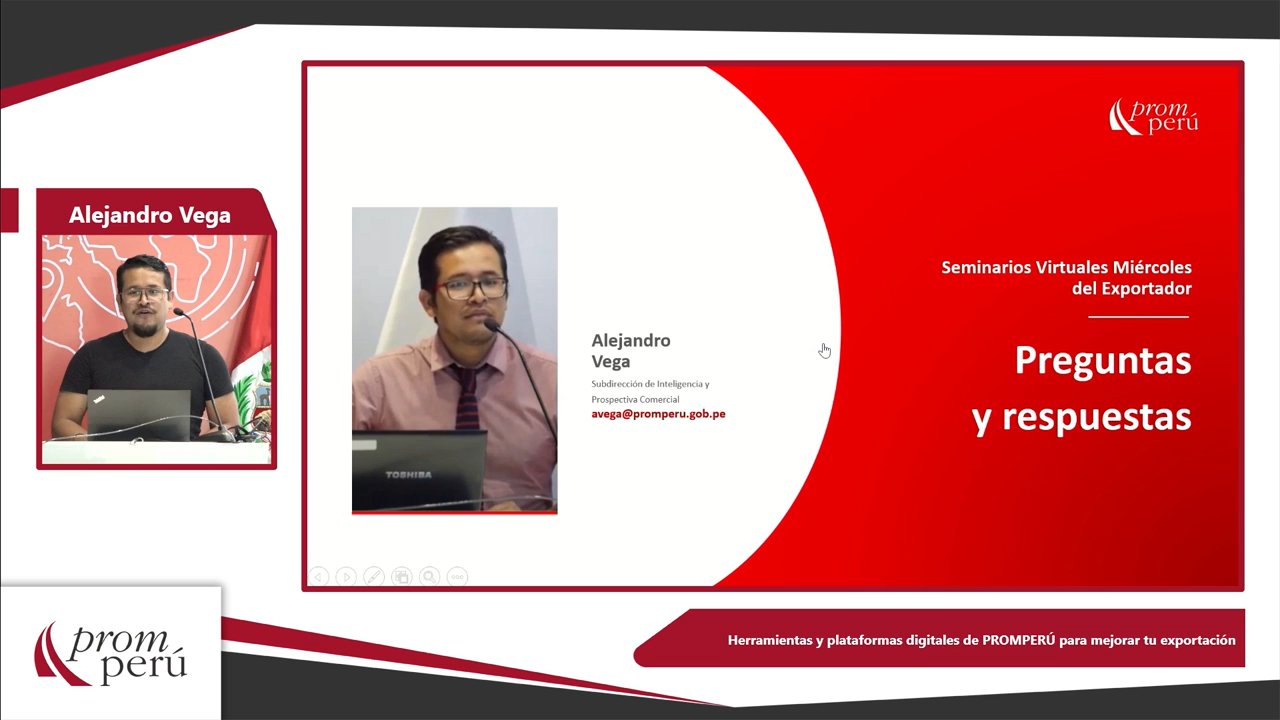 Alejandro Vega
prom
perú
Seminarios Virtuales Miércoles
del Exportador
Preguntas
y respuestas
Alejandro
Vega
Subdirección de Inteligencia y
Prospectiva Comercial
avega@promperu.gob.pe
TOSHIBA
prom
perú
Herramientas y plataformas digitales de PROMPERÚ para mejorar tu exportación